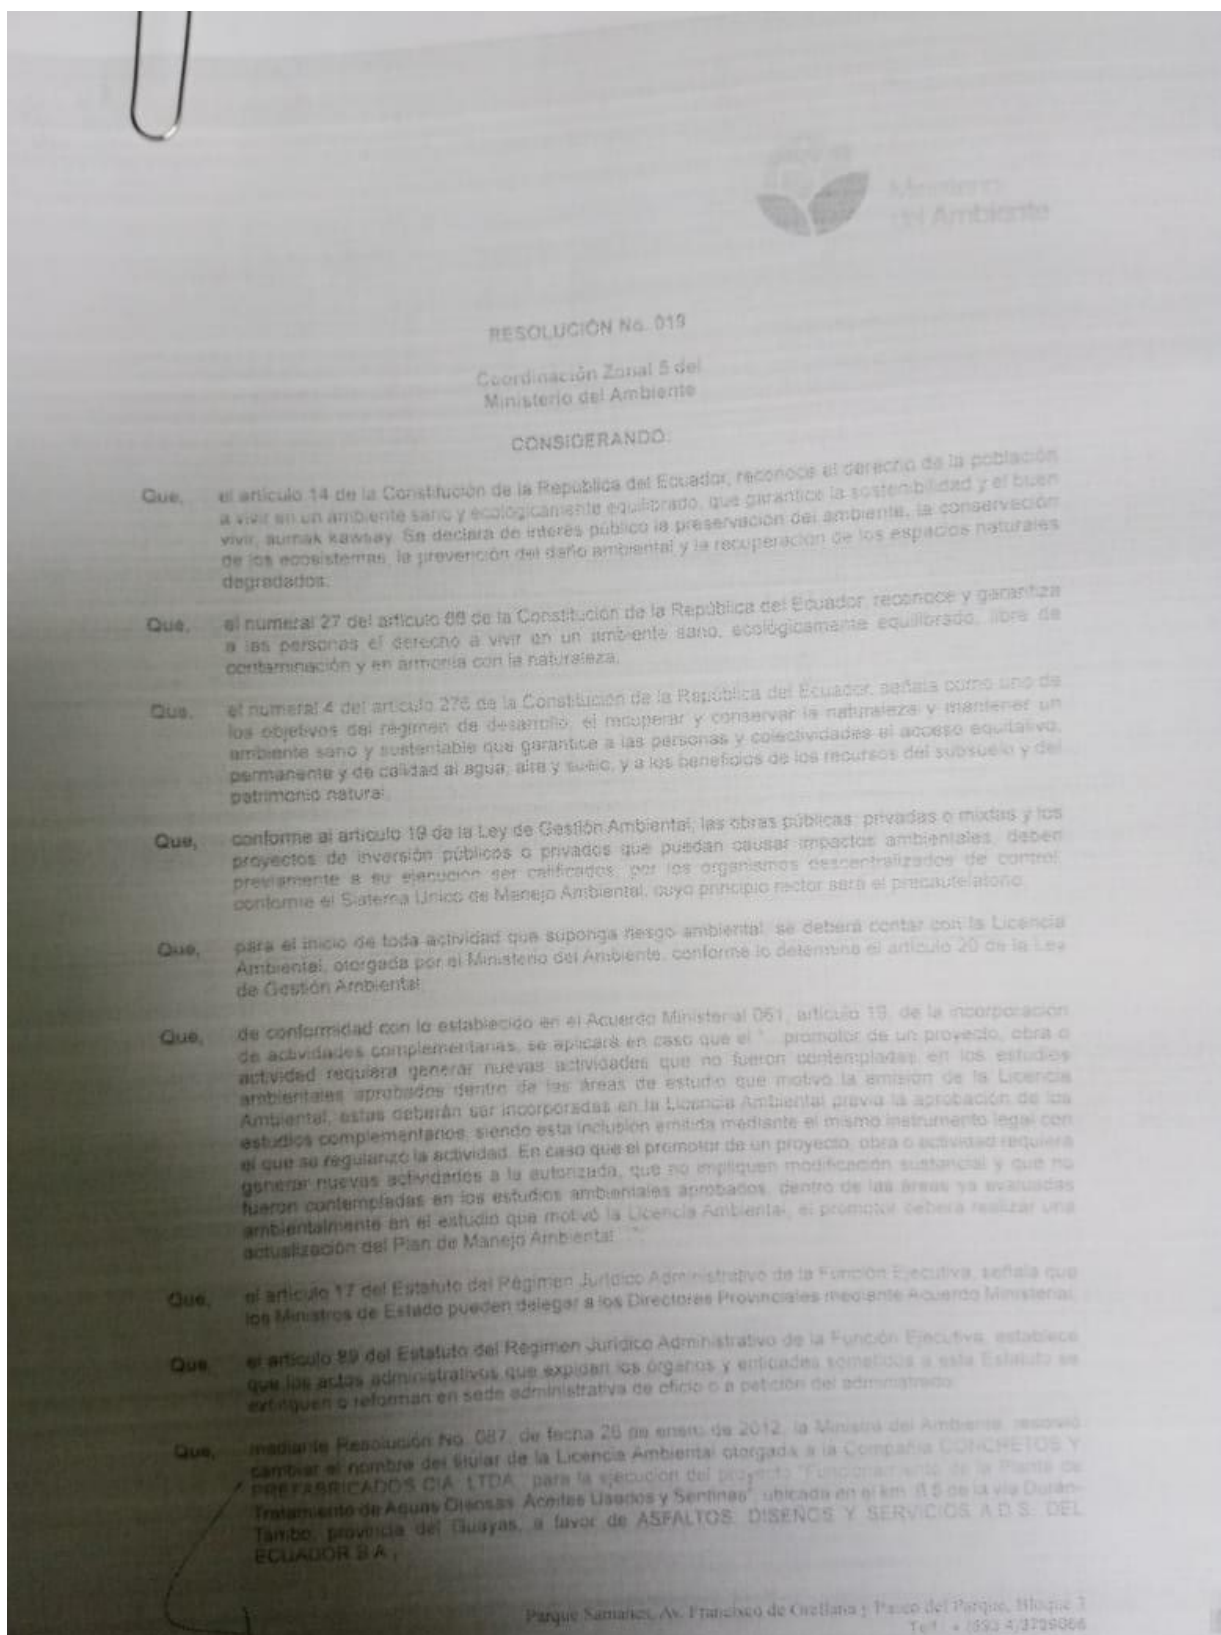 Ministerio
del Ambiente
RESOLUCIÓN No. 019
Coordinación Zonal 5 del
Ministerio del Ambiente
CONSIDERANDO:
Que, el artículo 14 de la Constitución de la República del Ecuador, reconoce el derecho de la población
a vivir en un ambiente sano y ecológicamente equilibrado, que garantice la sostenibilidad y el buen
vivir, sumak kawsay. Se declara de interés público la preservación del ambiente, la conservación
de los ecosistemas, la prevención del daño ambiental y la recuperación de los espacios naturales
degradados;
Que, el numeral 27 del artículo 66 de la Constitución de la República del Ecuador, reconoce y garantiza
a las personas el derecho a vivir en un ambiente sano, ecológicamente equilibrado, libre de
contaminación y en armonía con la naturaleza;
Que, el numeral 4 del artículo 276 de la Constitución de la República del Ecuador, señala como uno de
los objetivos del régimen de desarrollo, el recuperar y conservar la naturaleza y mantener un
ambiente sano y sustentable que garantice a las personas y colectividades el acceso equitativo,
permanente y de calidad al agua, aire y suelo, y a los beneficios de los recursos del subsuelo y del
patrimonio natural;
Que, conforme al artículo 19 de la Ley de Gestión Ambiental, las obras públicas, privadas o mixtas y los
proyectos de inversión públicos o privados que puedan causar impactos ambientales, deben
previamente a su ejecución ser calificados, por los organismos descentralizados de control,
conforme el Sistema Único de Manejo Ambiental, cuyo principio rector será el precautelatorio;
Que, para el inicio de toda actividad que suponga riesgo ambiental, se deberá contar con la Licencia
Ambiental, otorgada por el Ministerio del Ambiente, conforme lo determina el artículo 20 de la Ley
de Gestión Ambiental;
Que, de conformidad con lo establecido en el Acuerdo Ministerial 061, artículo 19, de la incorporación
de actividades complementarias, se aplicará en caso que el "...promotor de un proyecto, obra o
actividad requiera generar nuevas actividades que no fueron contempladas en los estudios
ambientales aprobados dentro de las áreas de estudio que motivó la emisión de la Licencia
Ambiental, estas deberán ser incorporadas en la Licencia Ambiental previa la aprobación de los
estudios complementarios, siendo esta inclusión emitida mediante el mismo instrumento legal con
el que se regularizó la actividad. En caso que el promotor de un proyecto, obra o actividad requiera
generar nuevas actividades a la autorizada, que no impliquen modificación sustancial y que no
fueron contempladas en los estudios ambientales aprobados, dentro de las áreas ya evaluadas
ambientalmente en el estudio que motivó la Licencia Ambiental, el promotor deberá realizar una
actualización del Plan de Manejo Ambiental..."
Que, el artículo 17 del Estatuto del Régimen Jurídico Administrativo de la Función Ejecutiva, señala que
los Ministros de Estado pueden delegar a los Directores Provinciales mediante Acuerdo Ministerial;
Que, el artículo 89 del Estatuto del Régimen Jurídico Administrativo de la Función Ejecutiva, establece
que los actos administrativos que expidan los órganos y entidades sometidos a este Estatuto se
extinguen o reforman en sede administrativa de oficio o a petición del administrado;
Que, mediante Resolución No. 087, de fecha 26 de enero de 2012, la Ministra del Ambiente, resolvió
cambiar el nombre del titular de la Licencia Ambiental otorgada a la Compañía CONCRETOS Y
PREFABRICADOS CIA. LTDA., para la ejecución del proyecto "Funcionamiento de la Planta de
Tratamiento de Aguas Oleosas, Aceites Usados y Sentinas", ubicada en el km. 8.5 de la vía Durán-
Tambo, provincia del Guayas, a favor de ASFALTOS, DISEÑOS Y SERVICIOS A.D.S. DEL
ECUADOR S.A.;
Parque Samanes, Av. Francisco de Orellana y Paseo del Parque, Bloque 3
Telf.: + (593 4)3729066